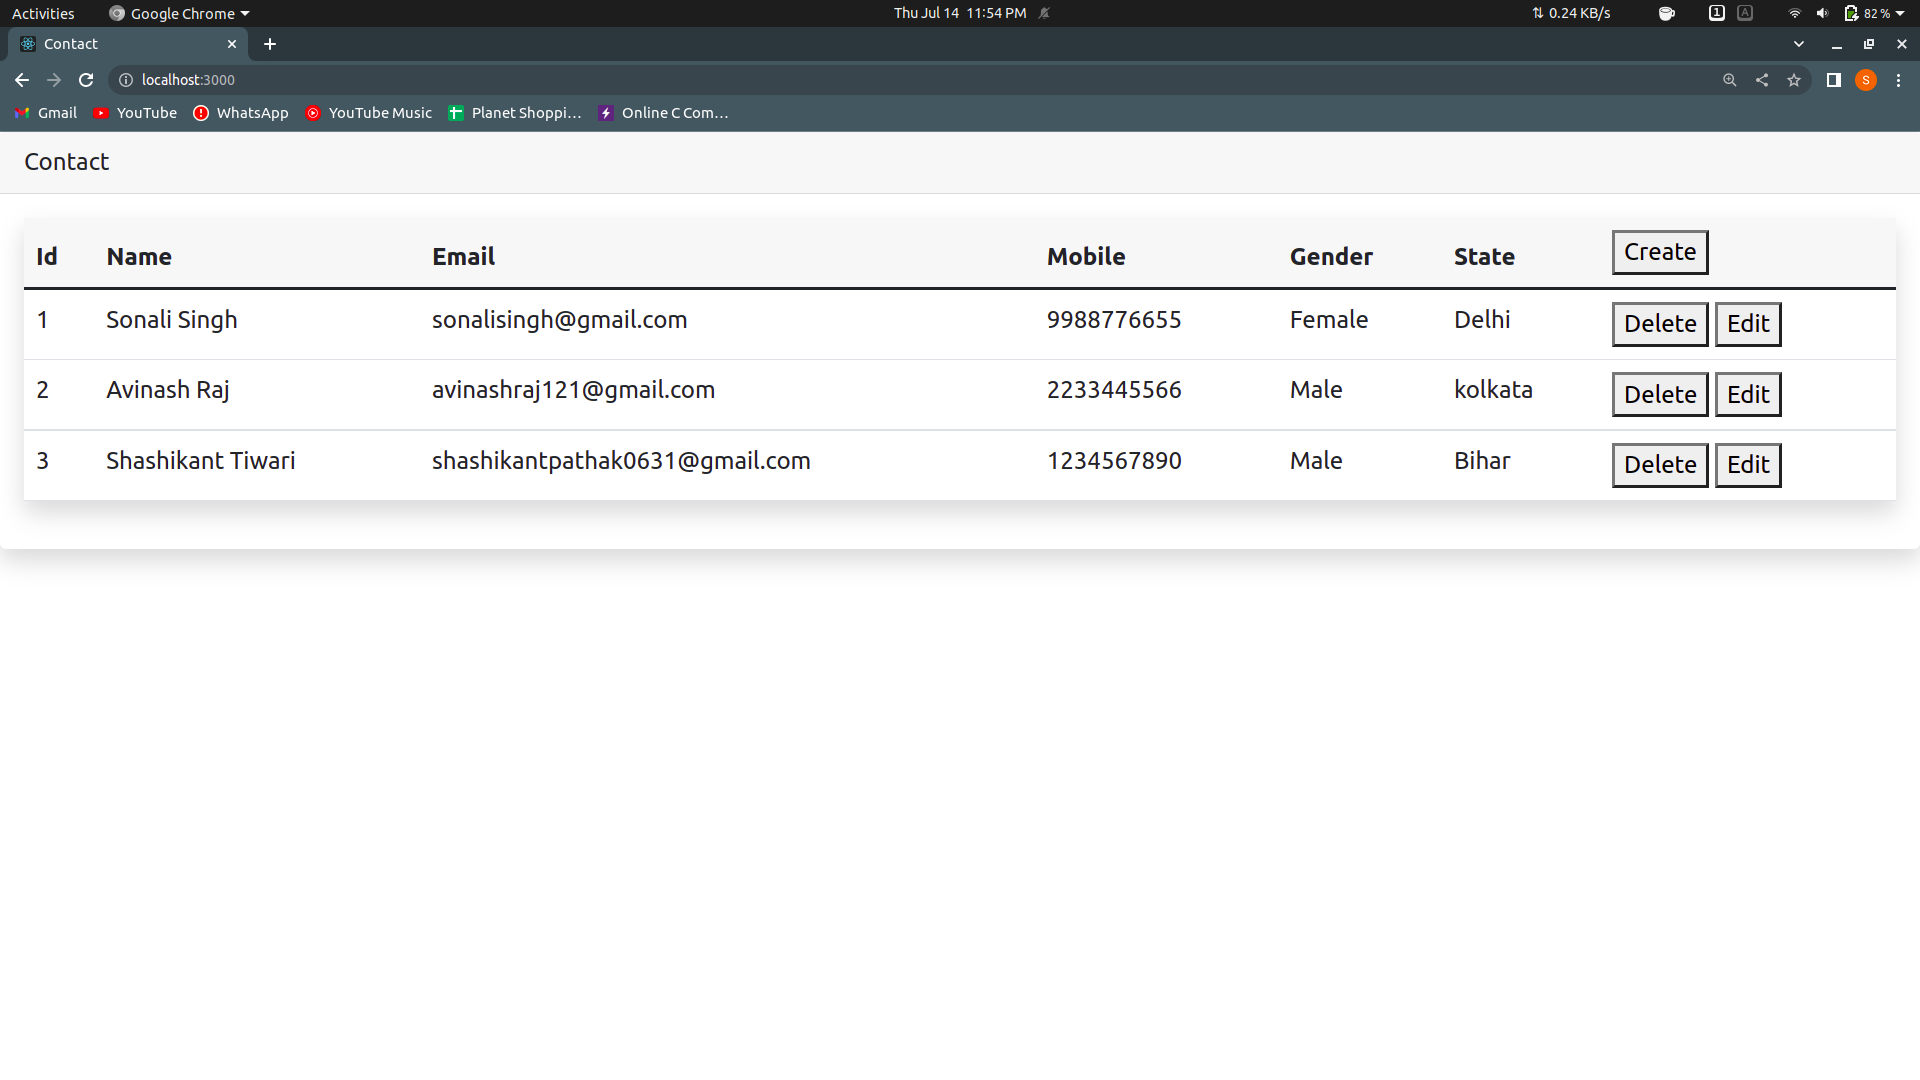 Activities Google Chrome Thu Jul 14 11:54 PM 0.24 KB/s 1 A 82 %
Contact
localhost:3000 S
Gmail YouTube WhatsApp YouTube Music Planet Shoppi... Online C Com...
Contact
Id Name Email Mobile Gender State Create
1 Sonali Singh sonalisingh@gmail.com 9988776655 Female Delhi Delete Edit
2 Avinash Raj avinashraj121@gmail.com 2233445566 Male kolkata Delete Edit
3 Shashikant Tiwari shashikantpathak0631@gmail.com 1234567890 Male Bihar Delete Edit